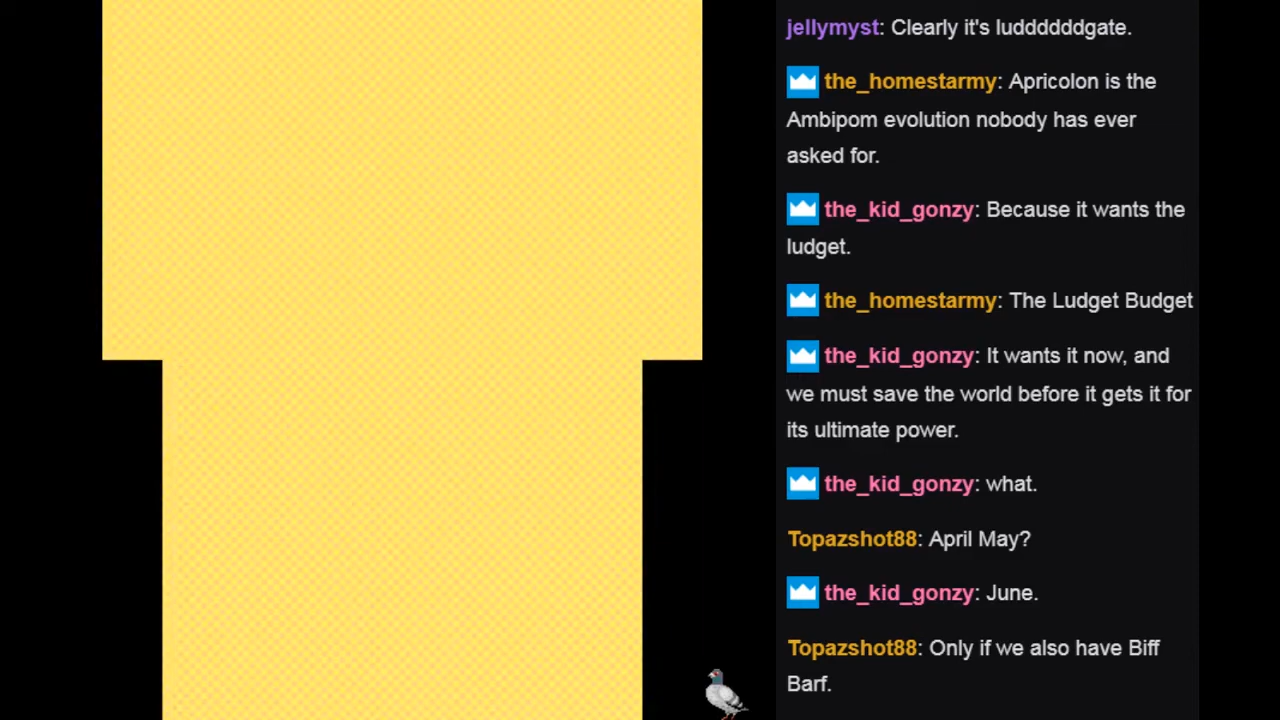 jellymyst: Clearly it's luddddddgate.
the_homestarmy: Apricolon is the
Ambipom evolution nobody has ever
asked for.
the_kid_gonzy: Because it wants the
ludget.
the_homestarmy: The Ludget Budget
the_kid_gonzy: It wants it now, and
we must save the world before it gets it for
its ultimate power.
the_kid_gonzy: what.
Topazshot88: April May?
the_kid_gonzy: June.
Topazshot88: Only if we also have Biff
Barf.